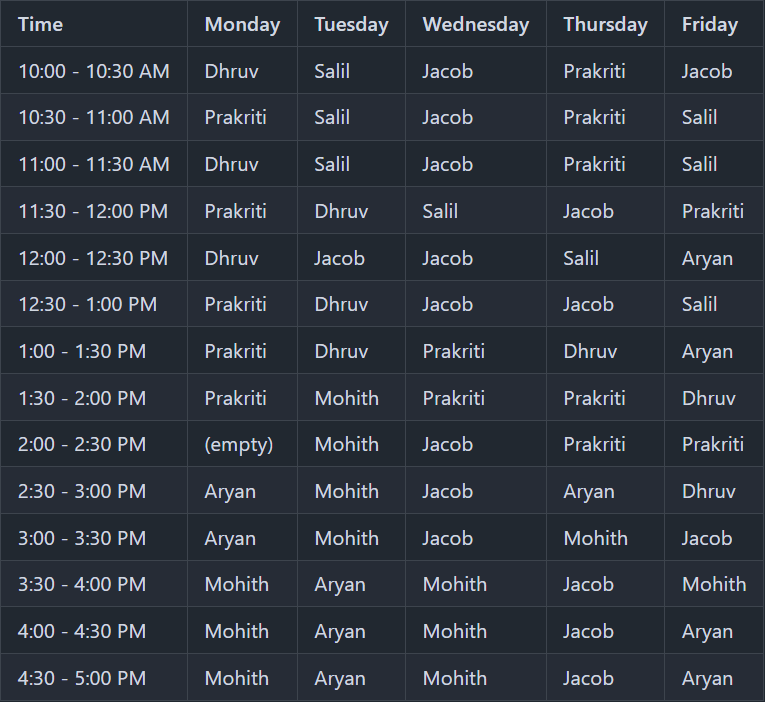 Time Monday Tuesday Wednesday Thursday Friday
10:00 - 10:30 AM Dhruv Salil Jacob Prakriti Jacob
10:30 - 11:00 AM Prakriti Salil Jacob Prakriti Salil
11:00 - 11:30 AM Dhruv Salil Jacob Prakriti Salil
11:30 - 12:00 PM Prakriti Dhruv Salil Jacob Prakriti
12:00 - 12:30 PM Dhruv Jacob Jacob Salil Aryan
12:30 - 1:00 PM Prakriti Dhruv Jacob Jacob Salil
1:00 - 1:30 PM Prakriti Dhruv Prakriti Dhruv Aryan
1:30 - 2:00 PM Prakriti Mohith Prakriti Prakriti Dhruv
2:00 - 2:30 PM (empty) Mohith Jacob Prakriti Prakriti
2:30 - 3:00 PM Aryan Mohith Jacob Aryan Dhruv
3:00 - 3:30 PM Aryan Mohith Jacob Mohith Jacob
3:30 - 4:00 PM Mohith Aryan Mohith Jacob Mohith
4:00 - 4:30 PM Mohith Aryan Mohith Jacob Aryan
4:30 - 5:00 PM Mohith Aryan Mohith Jacob Aryan